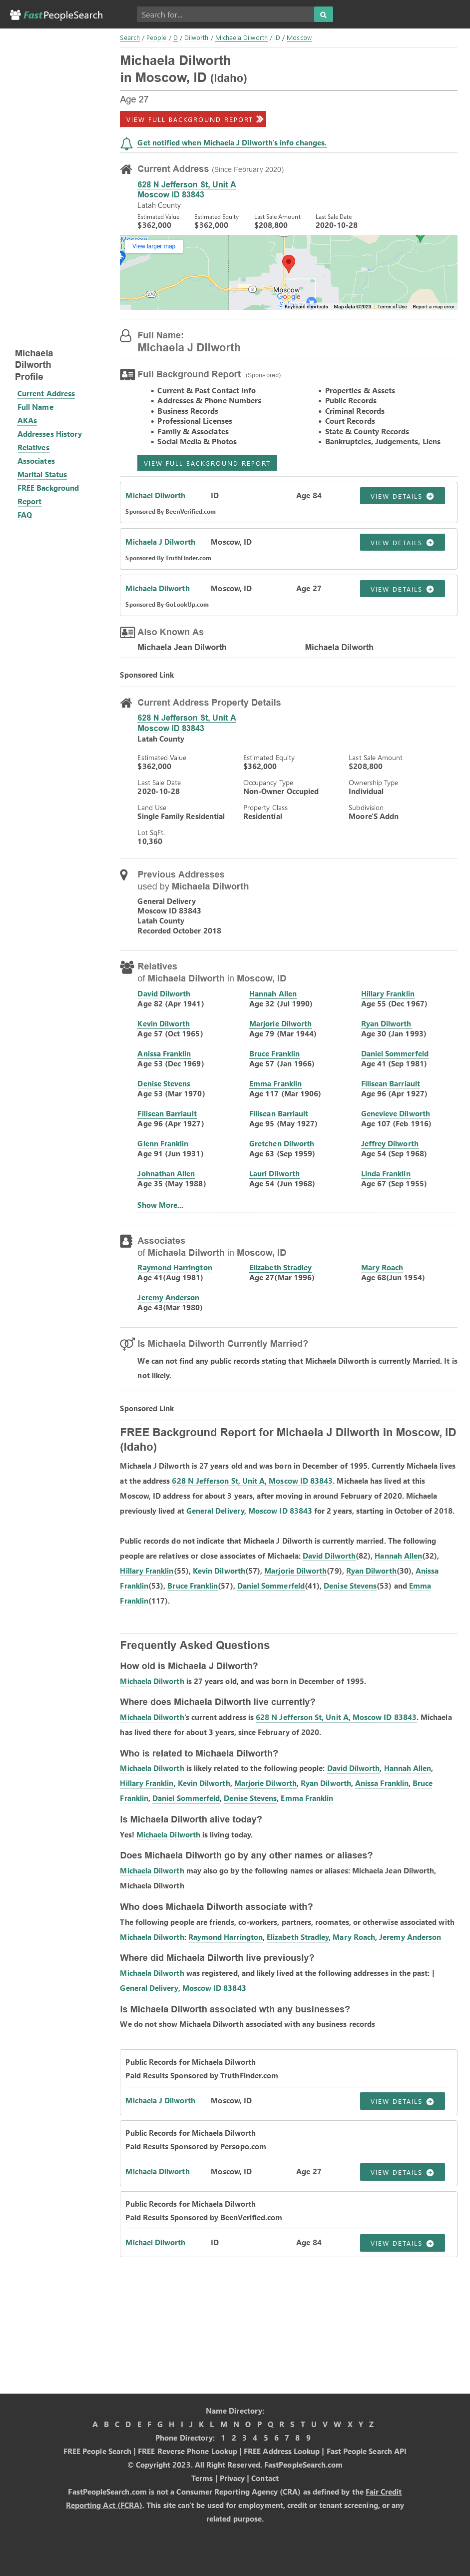 FastPeopleSearch
Search for...
Search / People / D / Dilworth / Michaela Dilworth / ID / Moscow
Michaela Dilworth
in Moscow, ID (Idaho)
Age 27
VIEW FULL BACKGROUND REPORT
Get notified when Michaela J Dilworth's info changes.
Current Address (Since February 2020)
628 N Jefferson St, Unit A
Moscow ID 83843
Latah County
Estimated Value Estimated Equity Last Sale Amount Last Sale Date
$362,000 $362,000 $208,800 2020-10-28
View larger map
Moscow
Google
Keyboard shortcuts Map data ©2023 Terms of Use Report a map error
Michaela
Dilworth
Profile
Current Address
Full Name
AKAs
Addresses History
Relatives
Associates
Marital Status
FREE Background
Report
FAQ
Full Name:
Michaela J Dilworth
Full Background Report (Sponsored)
• Current & Past Contact Info • Properties & Assets
• Addresses & Phone Numbers • Public Records
• Business Records • Criminal Records
• Professional Licenses • Court Records
• Family & Associates • State & County Records
• Social Media & Photos • Bankruptcies, Judgements, Liens
VIEW FULL BACKGROUND REPORT
Michael Dilworth ID Age 84 VIEW DETAILS
Sponsored By BeenVerified.com
Michaela J Dilworth Moscow, ID VIEW DETAILS
Sponsored By TruthFinder.com
Michaela Dilworth Moscow, ID Age 27 VIEW DETAILS
Sponsored By GoLookUp.com
Also Known As
Michaela Jean Dilworth Michaela Dilworth
Sponsored Link
Current Address Property Details
628 N Jefferson St, Unit A
Moscow ID 83843
Latah County
Estimated Value Estimated Equity Last Sale Amount
$362,000 $362,000 $208,800
Last Sale Date Occupancy Type Ownership Type
2020-10-28 Non-Owner Occupied Individual
Land Use Property Class Subdivision
Single Family Residential Residential Moore'S Addn
Lot SqFt.
10,360
Previous Addresses
used by Michaela Dilworth
General Delivery
Moscow ID 83843
Latah County
Recorded October 2018
Relatives
of Michaela Dilworth in Moscow, ID
David Dilworth Hannah Allen Hillary Franklin
Age 82 (Apr 1941) Age 32 (Jul 1990) Age 55 (Dec 1967)
Kevin Dilworth Marjorie Dilworth Ryan Dilworth
Age 57 (Oct 1965) Age 79 (Mar 1944) Age 30 (Jan 1993)
Anissa Franklin Bruce Franklin Daniel Sommerfeld
Age 53 (Dec 1969) Age 57 (Jan 1966) Age 41 (Sep 1981)
Denise Stevens Emma Franklin Filisean Barriault
Age 53 (Mar 1970) Age 117 (Mar 1906) Age 96 (Apr 1927)
Filisean Barriault Filisean Barriault Genevieve Dilworth
Age 96 (Apr 1927) Age 95 (May 1927) Age 107 (Feb 1916)
Glenn Franklin Gretchen Dilworth Jeffrey Dilworth
Age 91 (Jun 1931) Age 63 (Sep 1959) Age 54 (Sep 1968)
Johnathan Allen Lauri Dilworth Linda Franklin
Age 35 (May 1988) Age 54 (Jun 1968) Age 67 (Sep 1955)
Show More...
Associates
of Michaela Dilworth in Moscow, ID
Raymond Harrington Elizabeth Stradley Mary Roach
Age 41(Aug 1981) Age 27(Mar 1996) Age 68(Jun 1954)
Jeremy Anderson
Age 43(Mar 1980)
Is Michaela Dilworth Currently Married?
We can not find any public records stating that Michaela Dilworth is currently Married. It is
not likely.
Sponsored Link
FREE Background Report for Michaela J Dilworth in Moscow, ID
(Idaho)
Michaela J Dilworth is 27 years old and was born in December of 1995. Currently Michaela lives
at the address 628 N Jefferson St, Unit A, Moscow ID 83843. Michaela has lived at this
Moscow, ID address for about 3 years, after moving in around February of 2020. Michaela
previously lived at General Delivery, Moscow ID 83843 for 2 years, starting in October of 2018.
Public records do not indicate that Michaela J Dilworth is currently married. The following
people are relatives or close associates of Michaela: David Dilworth(82), Hannah Allen(32),
Hillary Franklin(55), Kevin Dilworth(57), Marjorie Dilworth(79), Ryan Dilworth(30), Anissa
Franklin(53), Bruce Franklin(57), Daniel Sommerfeld(41), Denise Stevens(53) and Emma
Franklin(117).
Frequently Asked Questions
How old is Michaela J Dilworth?
Michaela Dilworth is 27 years old, and was born in December of 1995.
Where does Michaela Dilworth live currently?
Michaela Dilworth's current address is 628 N Jefferson St, Unit A, Moscow ID 83843. Michaela
has lived there for about 3 years, since February of 2020.
Who is related to Michaela Dilworth?
Michaela Dilworth is likely related to the following people: David Dilworth, Hannah Allen,
Hillary Franklin, Kevin Dilworth, Marjorie Dilworth, Ryan Dilworth, Anissa Franklin, Bruce
Franklin, Daniel Sommerfeld, Denise Stevens, Emma Franklin
Is Michaela Dilworth alive today?
Yes! Michaela Dilworth is living today.
Does Michaela Dilworth go by any other names or aliases?
Michaela Dilworth may also go by the following names or aliases: Michaela Jean Dilworth,
Michaela Dilworth
Who does Michaela Dilworth associate with?
The following people are friends, co-workers, partners, roomates, or otherwise associated with
Michaela Dilworth: Raymond Harrington, Elizabeth Stradley, Mary Roach, Jeremy Anderson
Where did Michaela Dilworth live previously?
Michaela Dilworth was registered, and likely lived at the following addresses in the past: |
General Delivery, Moscow ID 83843
Is Michaela Dilworth associated wth any businesses?
We do not show Michaela Dilworth associated with any business records
Public Records for Michaela Dilworth
Paid Results Sponsored by TruthFinder.com
Michaela J Dilworth Moscow, ID VIEW DETAILS
Public Records for Michaela Dilworth
Paid Results Sponsored by Persopo.com
Michaela Dilworth Moscow, ID Age 27 VIEW DETAILS
Public Records for Michaela Dilworth
Paid Results Sponsored by BeenVerified.com
Michael Dilworth ID Age 84 VIEW DETAILS
Name Directory:
A B C D E F G H I J K L M N O P Q R S T U V W X Y Z
Phone Directory: 1 2 3 4 5 6 7 8 9
FREE People Search | FREE Reverse Phone Lookup | FREE Address Lookup | Fast People Search API
© Copyright 2023. All Right Reserved. FastPeopleSearch.com
Terms | Privacy | Contact
FastPeopleSearch.com is not a Consumer Reporting Agency (CRA) as defined by the Fair Credit
Reporting Act (FCRA). This site can't be used for employment, credit or tenant screening, or any
related purpose.